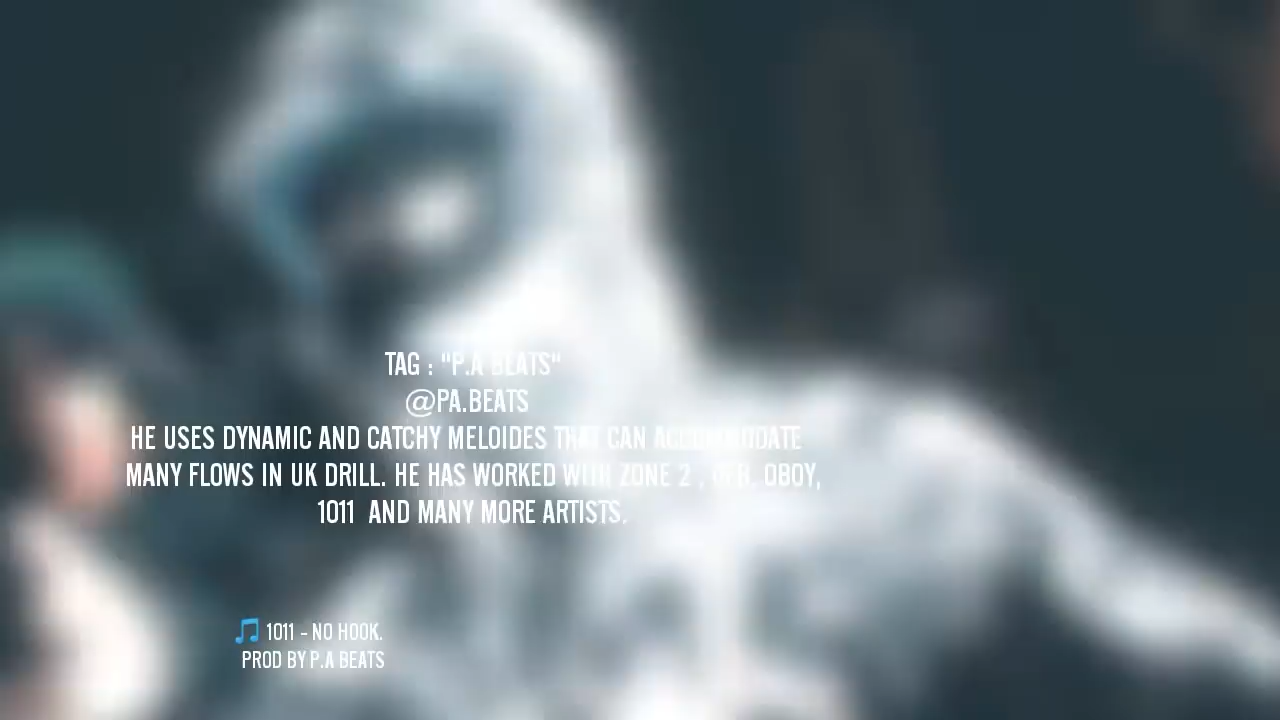 TAG : "P.A BEATS"
@PA.BEATS
HE USES DYNAMIC AND CATCHY MELOIDES THAT CAN ACCOMMODATE
MANY FLOWS IN UK DRILL. HE HAS WORKED WITH ZONE 2 , OBOY,
1011 AND MANY MORE ARTISTS.
🎵 1011 - NO HOOK.
PROD BY P.A BEATS